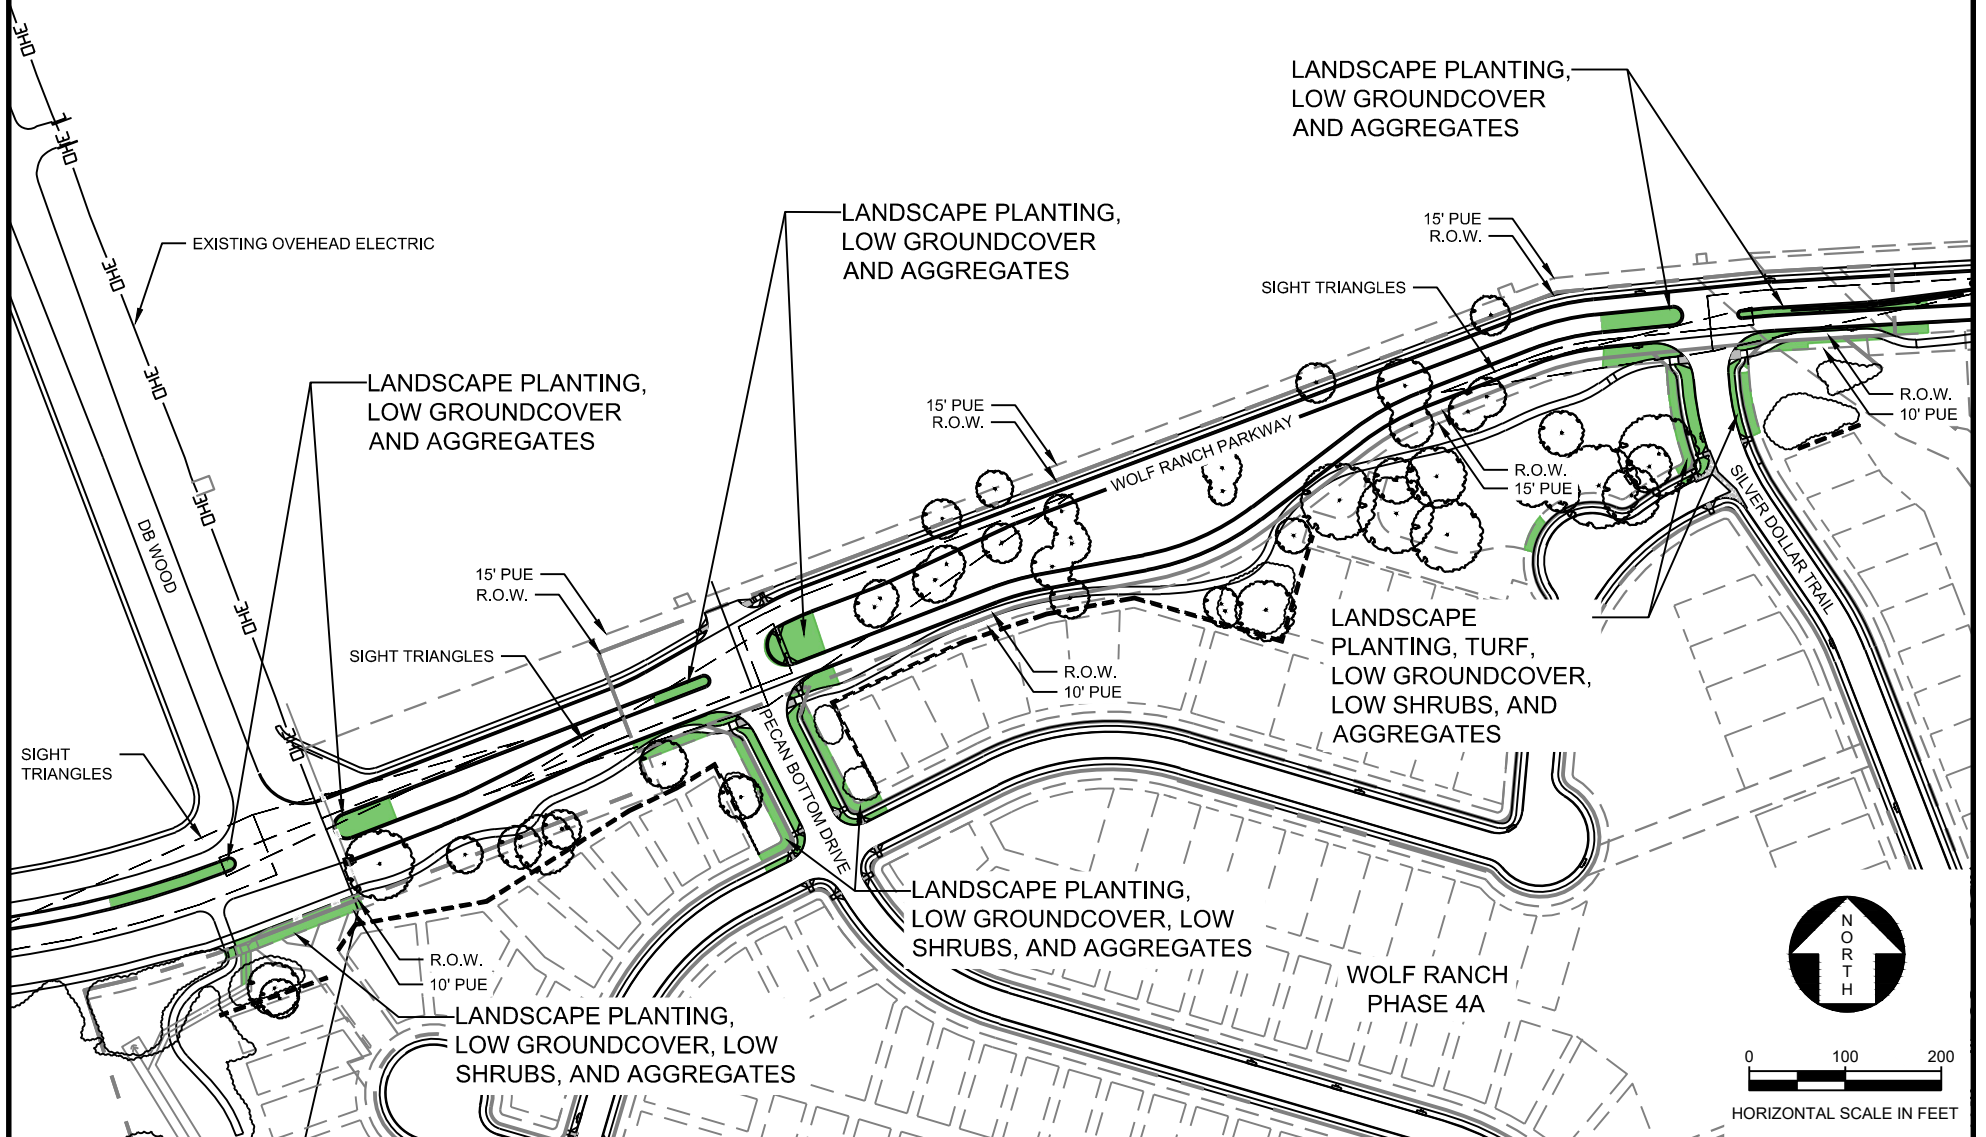 LANDSCAPE PLANTING,
LOW GROUNDCOVER
AND AGGREGATES
LANDSCAPE PLANTING,
LOW GROUNDCOVER
AND AGGREGATES
15' PUE
R.O.W.
EXISTING OVEHEAD ELECTRIC
OHE
OHE
OHE
OHE
OHE
OHE
OHE
SIGHT TRIANGLES
LANDSCAPE PLANTING,
LOW GROUNDCOVER
AND AGGREGATES
15' PUE
R.O.W.
WOLF RANCH PARKWAY
R.O.W.
10' PUE
R.O.W.
15' PUE
SILVER DOLLAR TRAIL
DB WOOD
15' PUE
R.O.W.
SIGHT TRIANGLES
LANDSCAPE
PLANTING, TURF,
LOW GROUNDCOVER,
LOW SHRUBS, AND
AGGREGATES
R.O.W.
10' PUE
PECAN BOTTOM DRIVE
SIGHT
TRIANGLES
LANDSCAPE PLANTING,
LOW GROUNDCOVER, LOW
SHRUBS, AND AGGREGATES
R.O.W.
10' PUE
WOLF RANCH
PHASE 4A
NORTH
LANDSCAPE PLANTING,
LOW GROUNDCOVER, LOW
SHRUBS, AND AGGREGATES
0 100 200
HORIZONTAL SCALE IN FEET